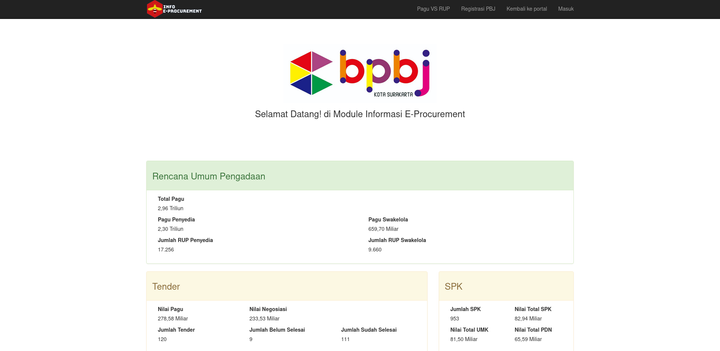 INFO
E-PROCUREMENT
Pagu VS RUP Registrasi PBJ Kembali ke portal Masuk
bpbj
KOTA SURAKARTA
Selamat Datang! di Module Informasi E-Procurement
Rencana Umum Pengadaan
Total Pagu
2,96 Triliun
Pagu Penyedia Pagu Swakelola
2,30 Triliun 659,70 Miliar
Jumlah RUP Penyedia Jumlah RUP Swakelola
17.256 9.660
Tender
Nilai Pagu Nilai Negosiasi
278,58 Miliar 233,53 Miliar
Jumlah Tender Jumlah Belum Selesai Jumlah Sudah Selesai
120 9 111
SPK
Jumlah SPK Nilai Total SPK
953 82,94 Miliar
Nilai Total UMK Nilai Total PDN
81,50 Miliar 65,59 Miliar